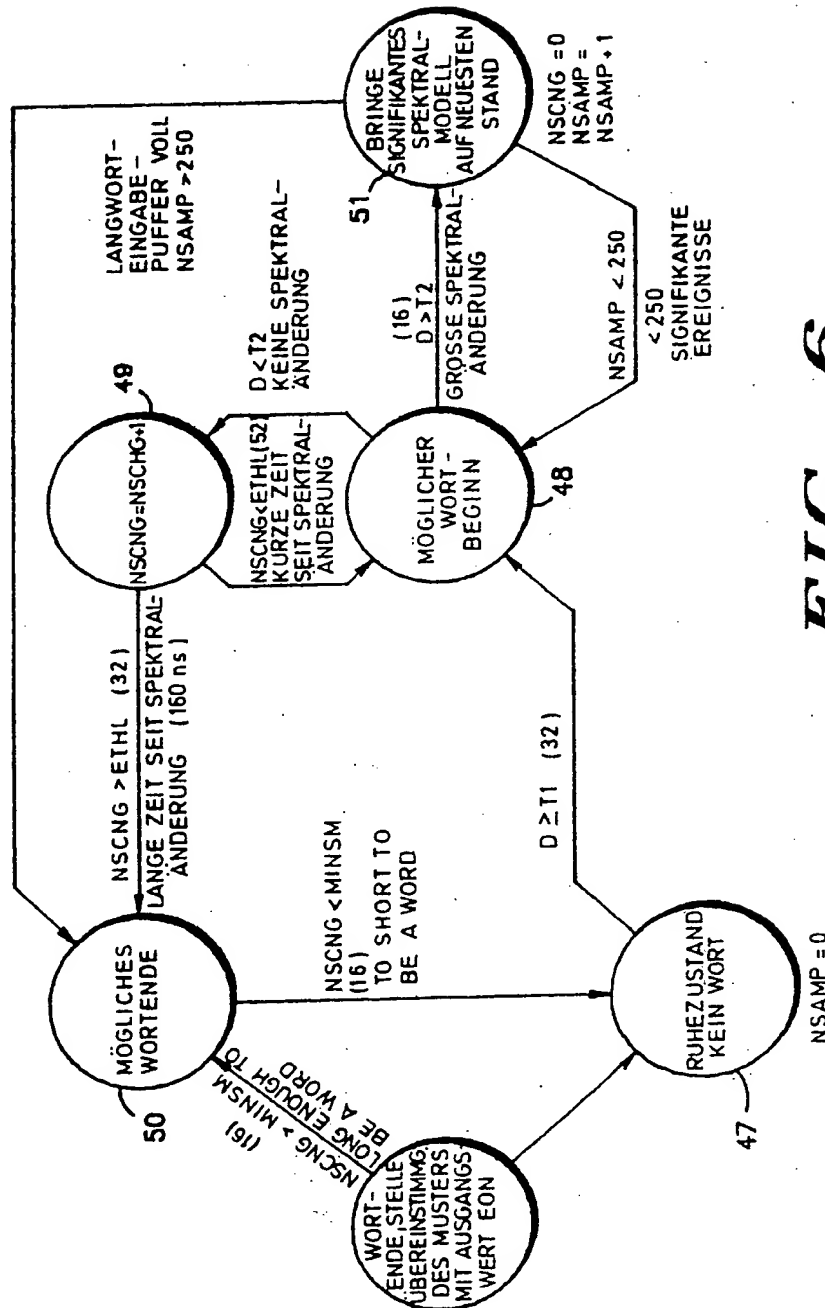 LANGWORT-
EINGABE-
PUFFER VOLL
NSAMP >250
49
NSCNG=NSCHG+1
D<T2
KEINE SPEKTRAL-
ÄNDERUNG
NSCNG<ETHL(52)
KURZE ZEIT
SEIT SPEKTRAL-
ÄNDERUNG
51
BRINGE
SIGNIFIKANTES
SPEKTRAL-
MODELL
AUF NEUESTEN
STAND
NSCNG = 0
NSAMP =
NSAMP + 1
(16)
D >T2
GROSSE SPEKTRAL-
ÄNDERUNG
NSAMP < 250
< 250
SIGNIFIKANTE
EREIGNISSE
MÖGLICHER
WORT-
BEGINN
48
NSCNG >ETHL (32)
LANGE ZEIT SEIT SPEKTRAL-
ÄNDERUNG (160 ns)
MÖGLICHES
WORTENDE
50
NSCNG <MINSM
(16)
TO SHORT TO
BE A WORD
D ≥T1 (32)
(16)
NSCNG > MINSM
LONG ENOUGH TO
BE A WORD
WORT-
ENDE, STELLE
ÜBEREINSTIMMG.
DES MUSTERS
MIT AUSGANGS-
WERT EON
RUHEZUSTAND
KEIN WORT
47
NSAMP = 0
FIG. 6